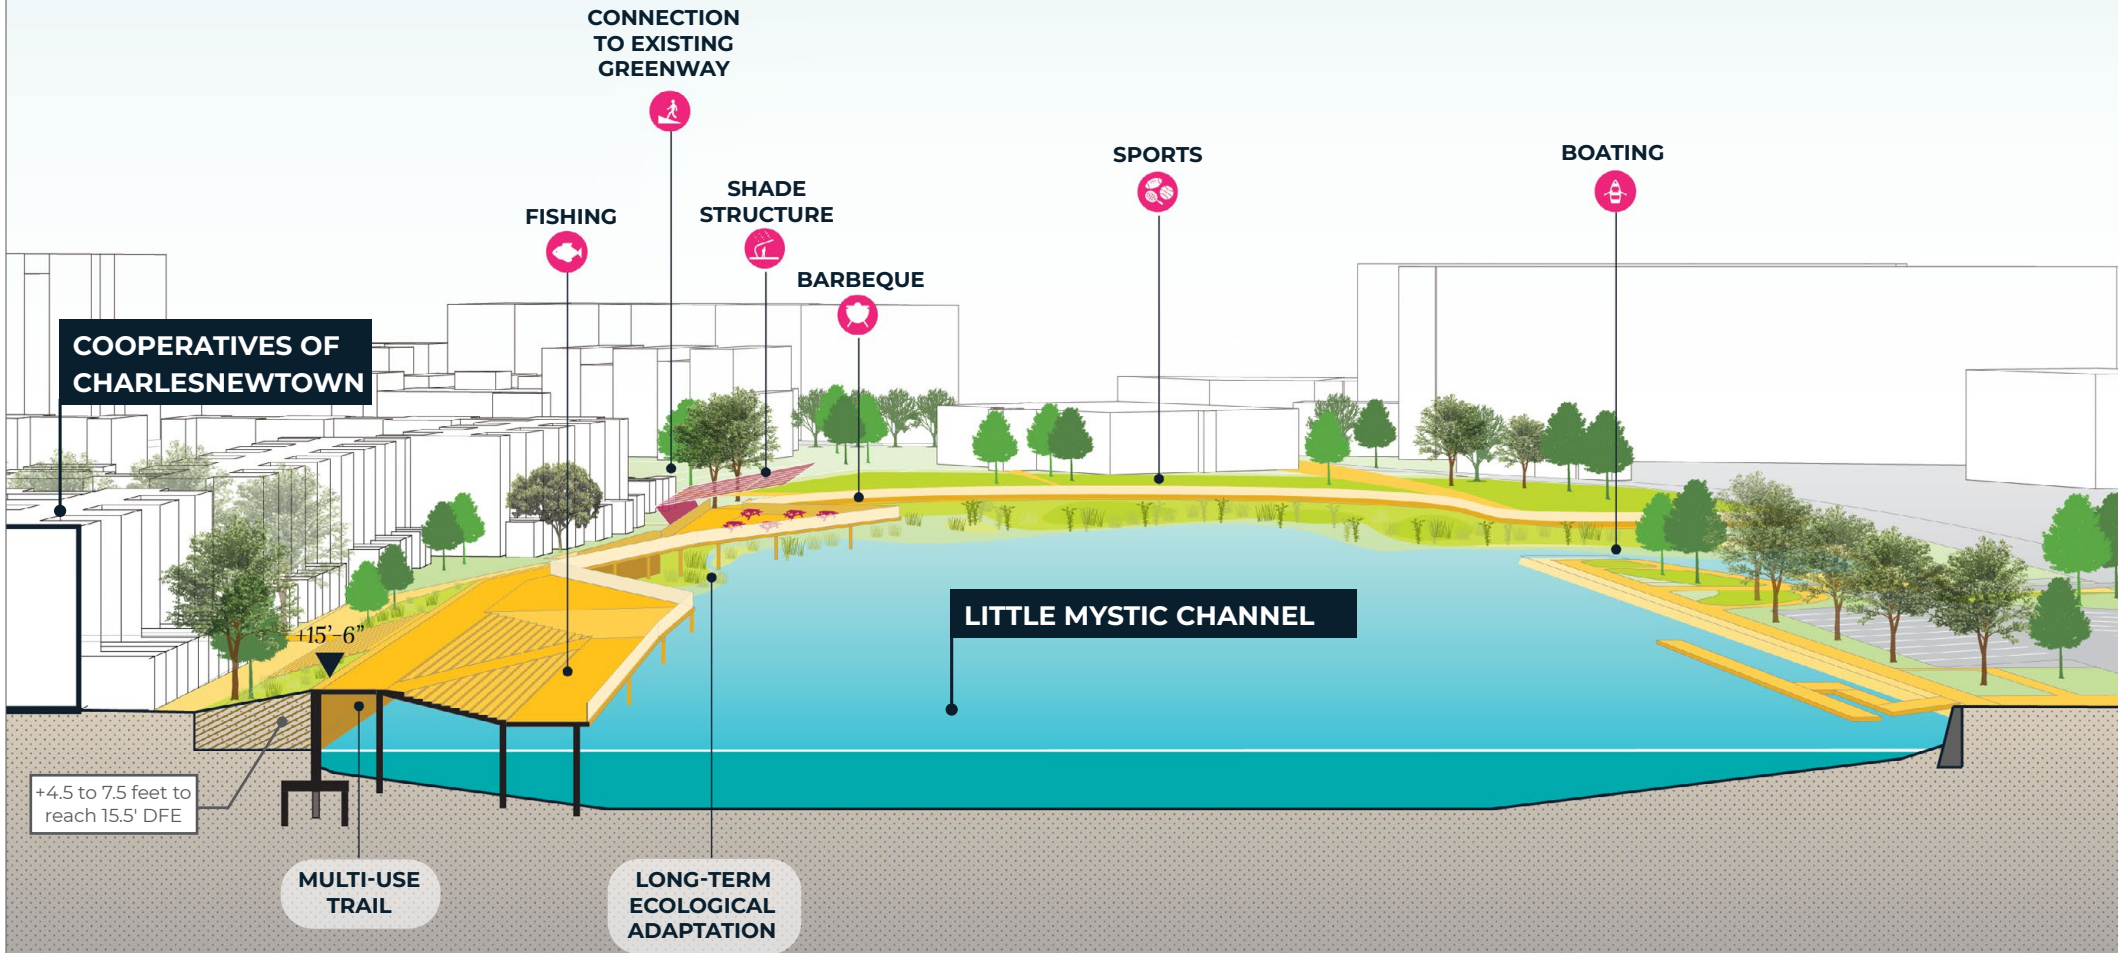 CONNECTION
TO EXISTING
GREENWAY
SPORTS
BOATING
SHADE
STRUCTURE
FISHING
BARBEQUE
COOPERATIVES OF
CHARLESNEWTOWN
LITTLE MYSTIC CHANNEL
+15'-6"
+4.5 to 7.5 feet to
reach 15.5' DFE
MULTI-USE
TRAIL
LONG-TERM
ECOLOGICAL
ADAPTATION